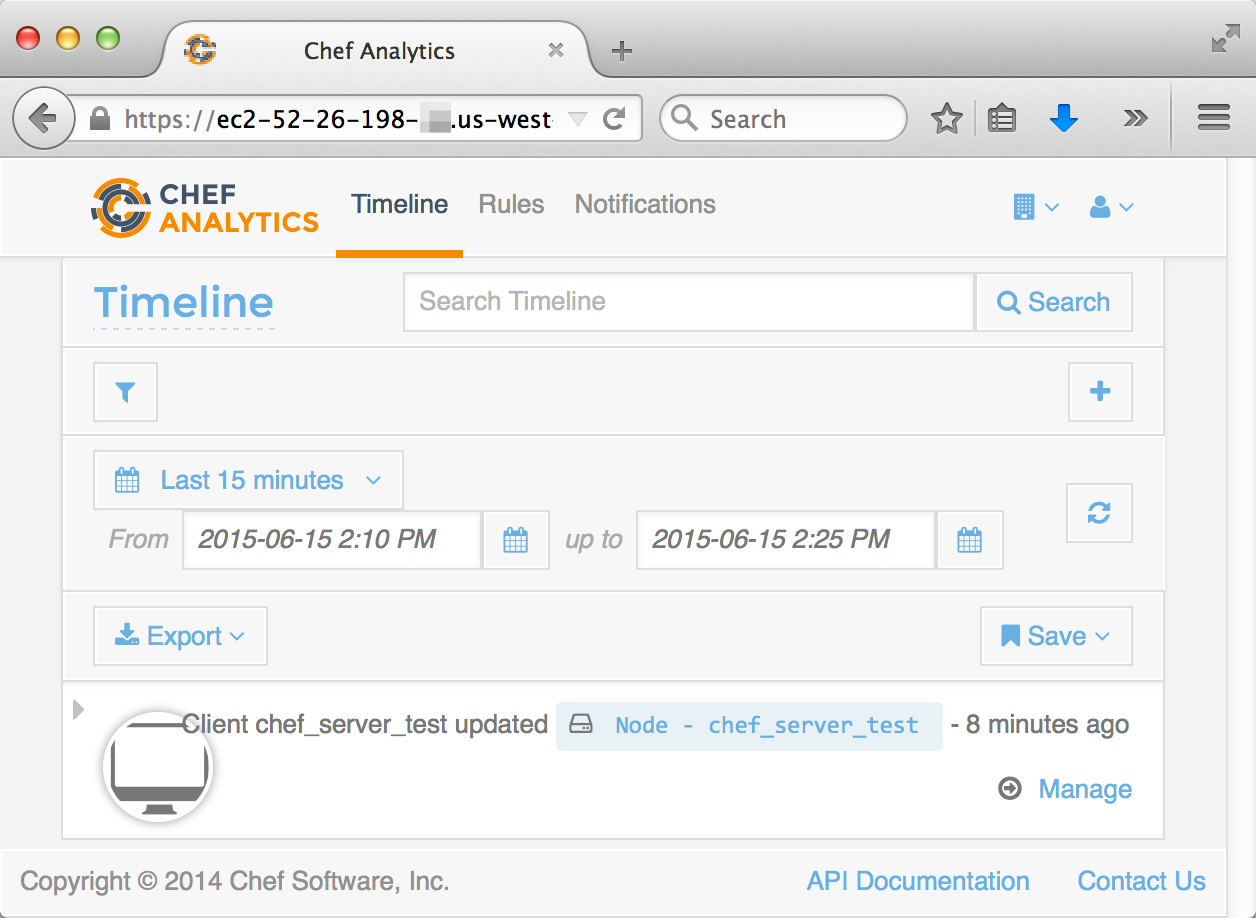 Chef Analytics
https://ec2-52-26-198- .us-west-
Search
CHEF
ANALYTICS
Timeline Rules Notifications
Timeline Search Timeline Search
Last 15 minutes
From 2015-06-15 2:10 PM up to 2015-06-15 2:25 PM
Export Save
Client chef_server_test updated Node - chef_server_test - 8 minutes ago
Manage
Copyright © 2014 Chef Software, Inc. API Documentation Contact Us